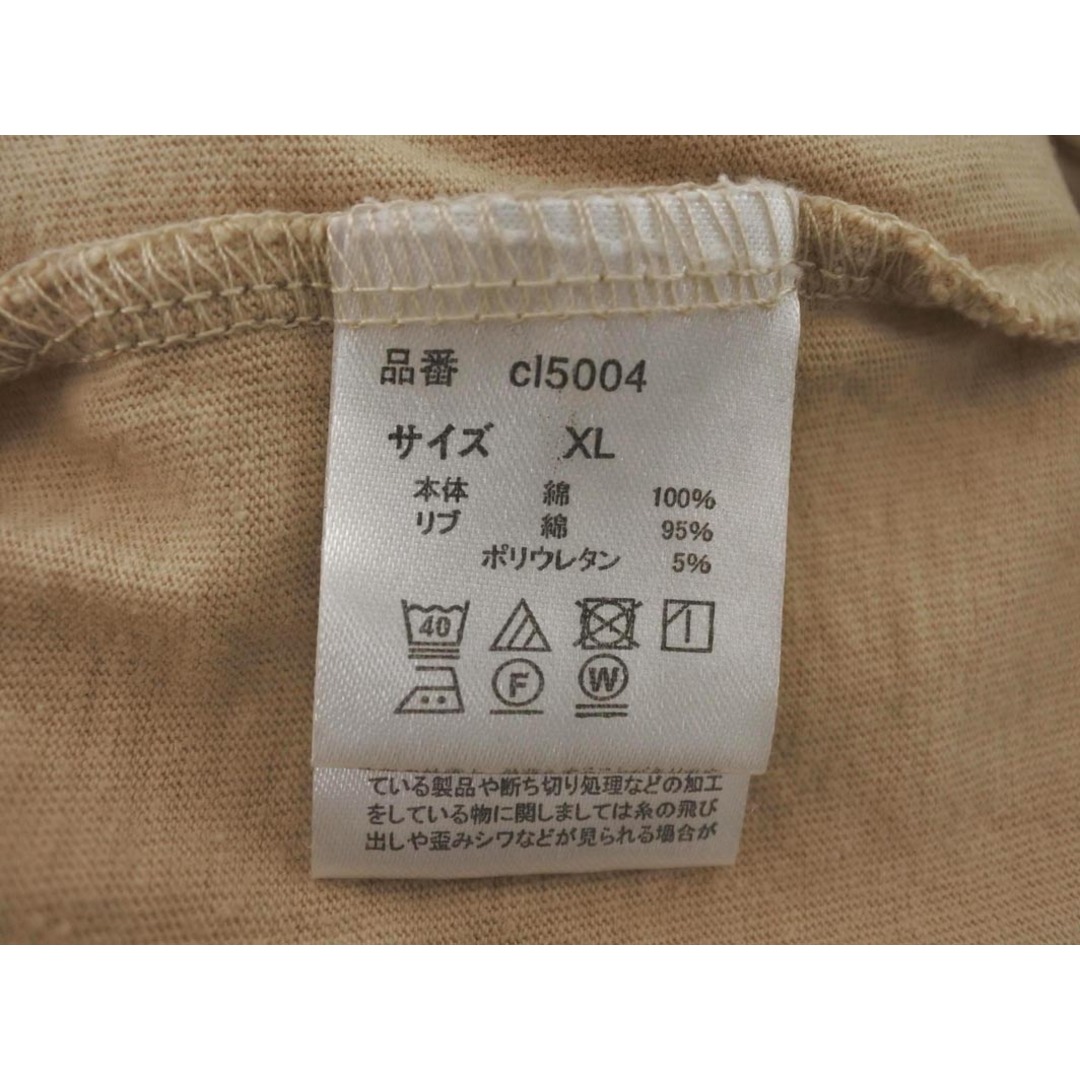 品番 cl5004
サイズ XL
本体 綿 100%
リブ 綿 95%
ポリウレタン 5%
40
F W
ている製品や断ち切り処理などの加工
をしている物に関しましては糸の飛び
出しや歪みシワなどが見られる場合が